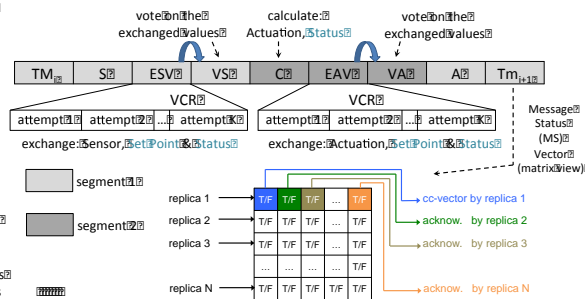 vote on the
exchanged values
calculate:
Actuation, Status
vote on the
exchanged values
TMi S ESV VS C EAV VA A Tmi+1
VCR VCR
attempt 1 attempt 2 ... attempt K attempt 1 attempt 2 ... attempt K
exchange: Sensor, Set Point & Status exchange: Actuation, Set Point & Status
Message
Status
(MS)
Vector
(matrix view)
segment 1
segment 2
replica 1 T/F T/F T/F ... T/F cc-vector by replica 1
replica 2 T/F T/F T/F ... T/F acknow. by replica 2
replica 3 T/F T/F T/F ... T/F acknow. by replica 3
... ... ... ... T/F
replica N T/F T/F T/F T/F T/F acknow. by replica N